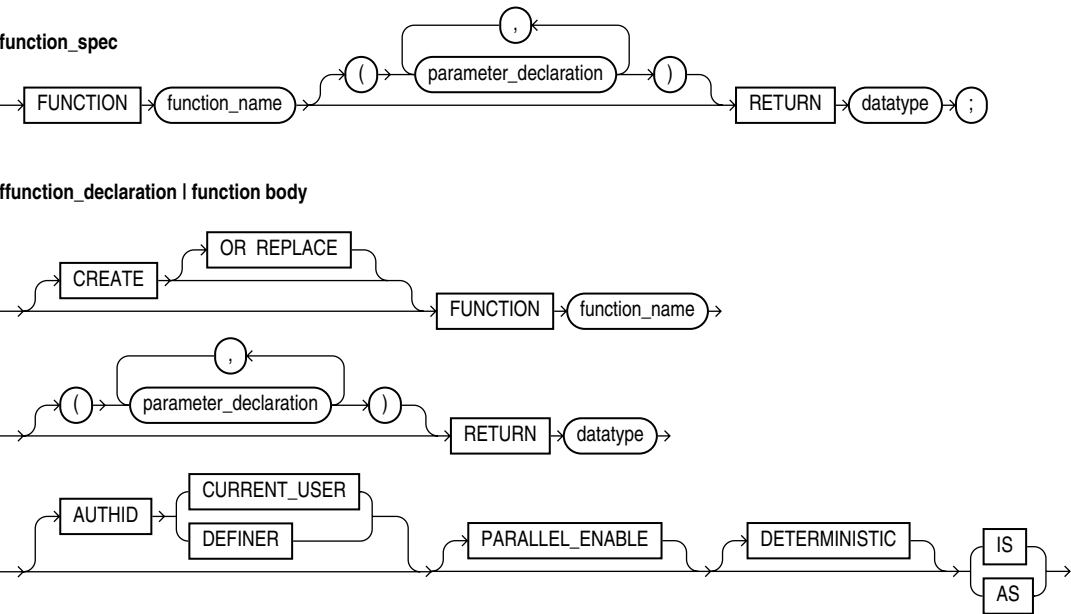 ,
function_spec
( parameter_declaration )
FUNCTION function_name RETURN datatype ;
ffunction_declaration | function body
OR REPLACE
CREATE
FUNCTION function_name
,
( parameter_declaration )
RETURN datatype
CURRENT_USER
AUTHID
DEFINER PARALLEL_ENABLE DETERMINISTIC IS
AS